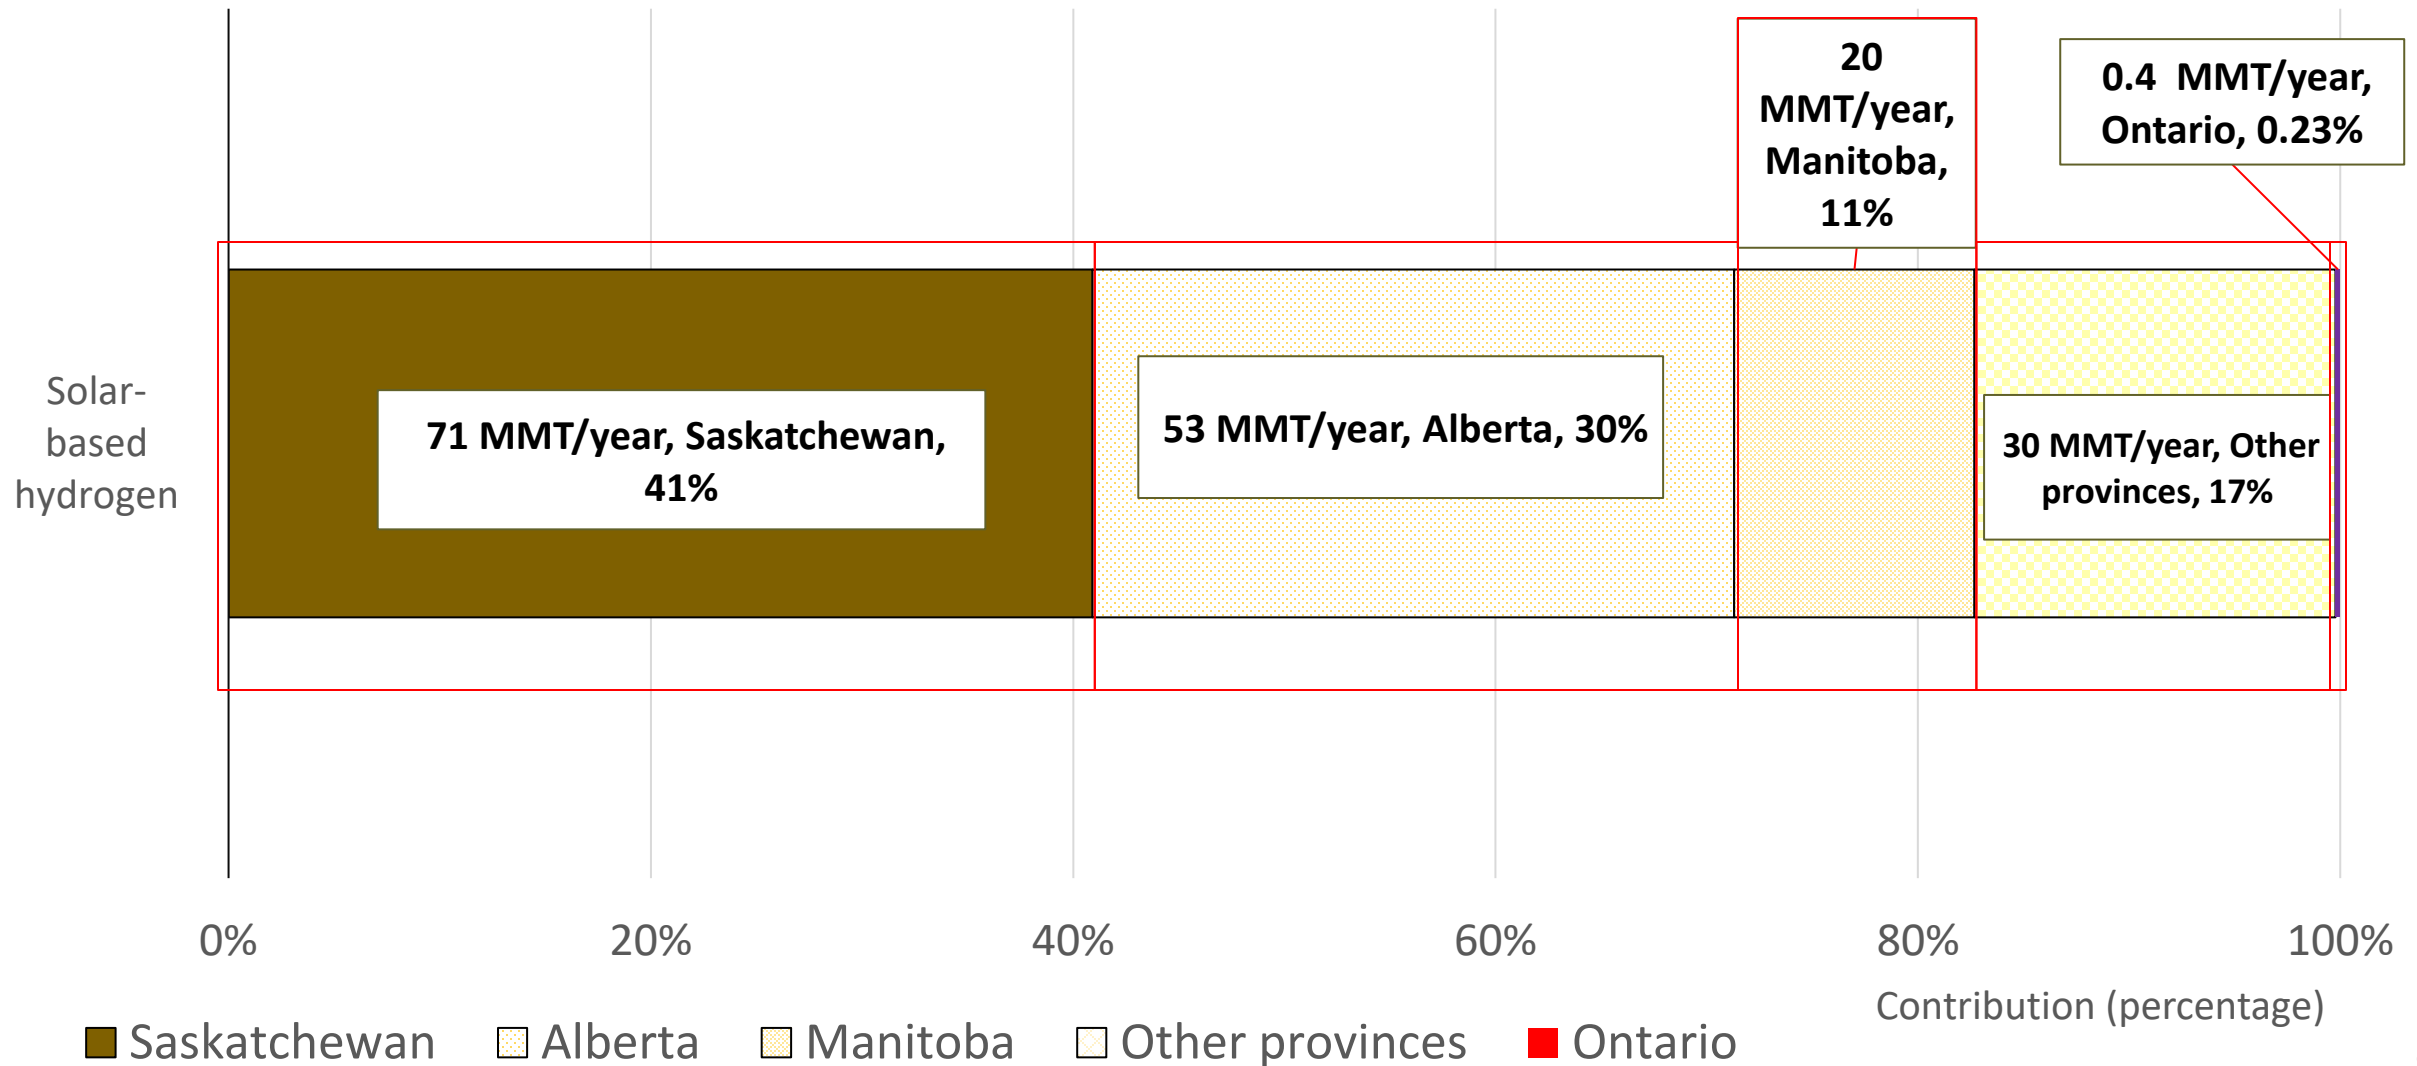 20
MMT/year,
Manitoba,
11%
0.4  MMT/year,
Ontario, 0.23%
Solar-
based
hydrogen
71 MMT/year, Saskatchewan,
41%
53 MMT/year, Alberta, 30%
30 MMT/year, Other
provinces, 17%
0% 20% 40% 60% 80% 100%
Contribution (percentage)
Saskatchewan Alberta Manitoba Other provinces Ontario